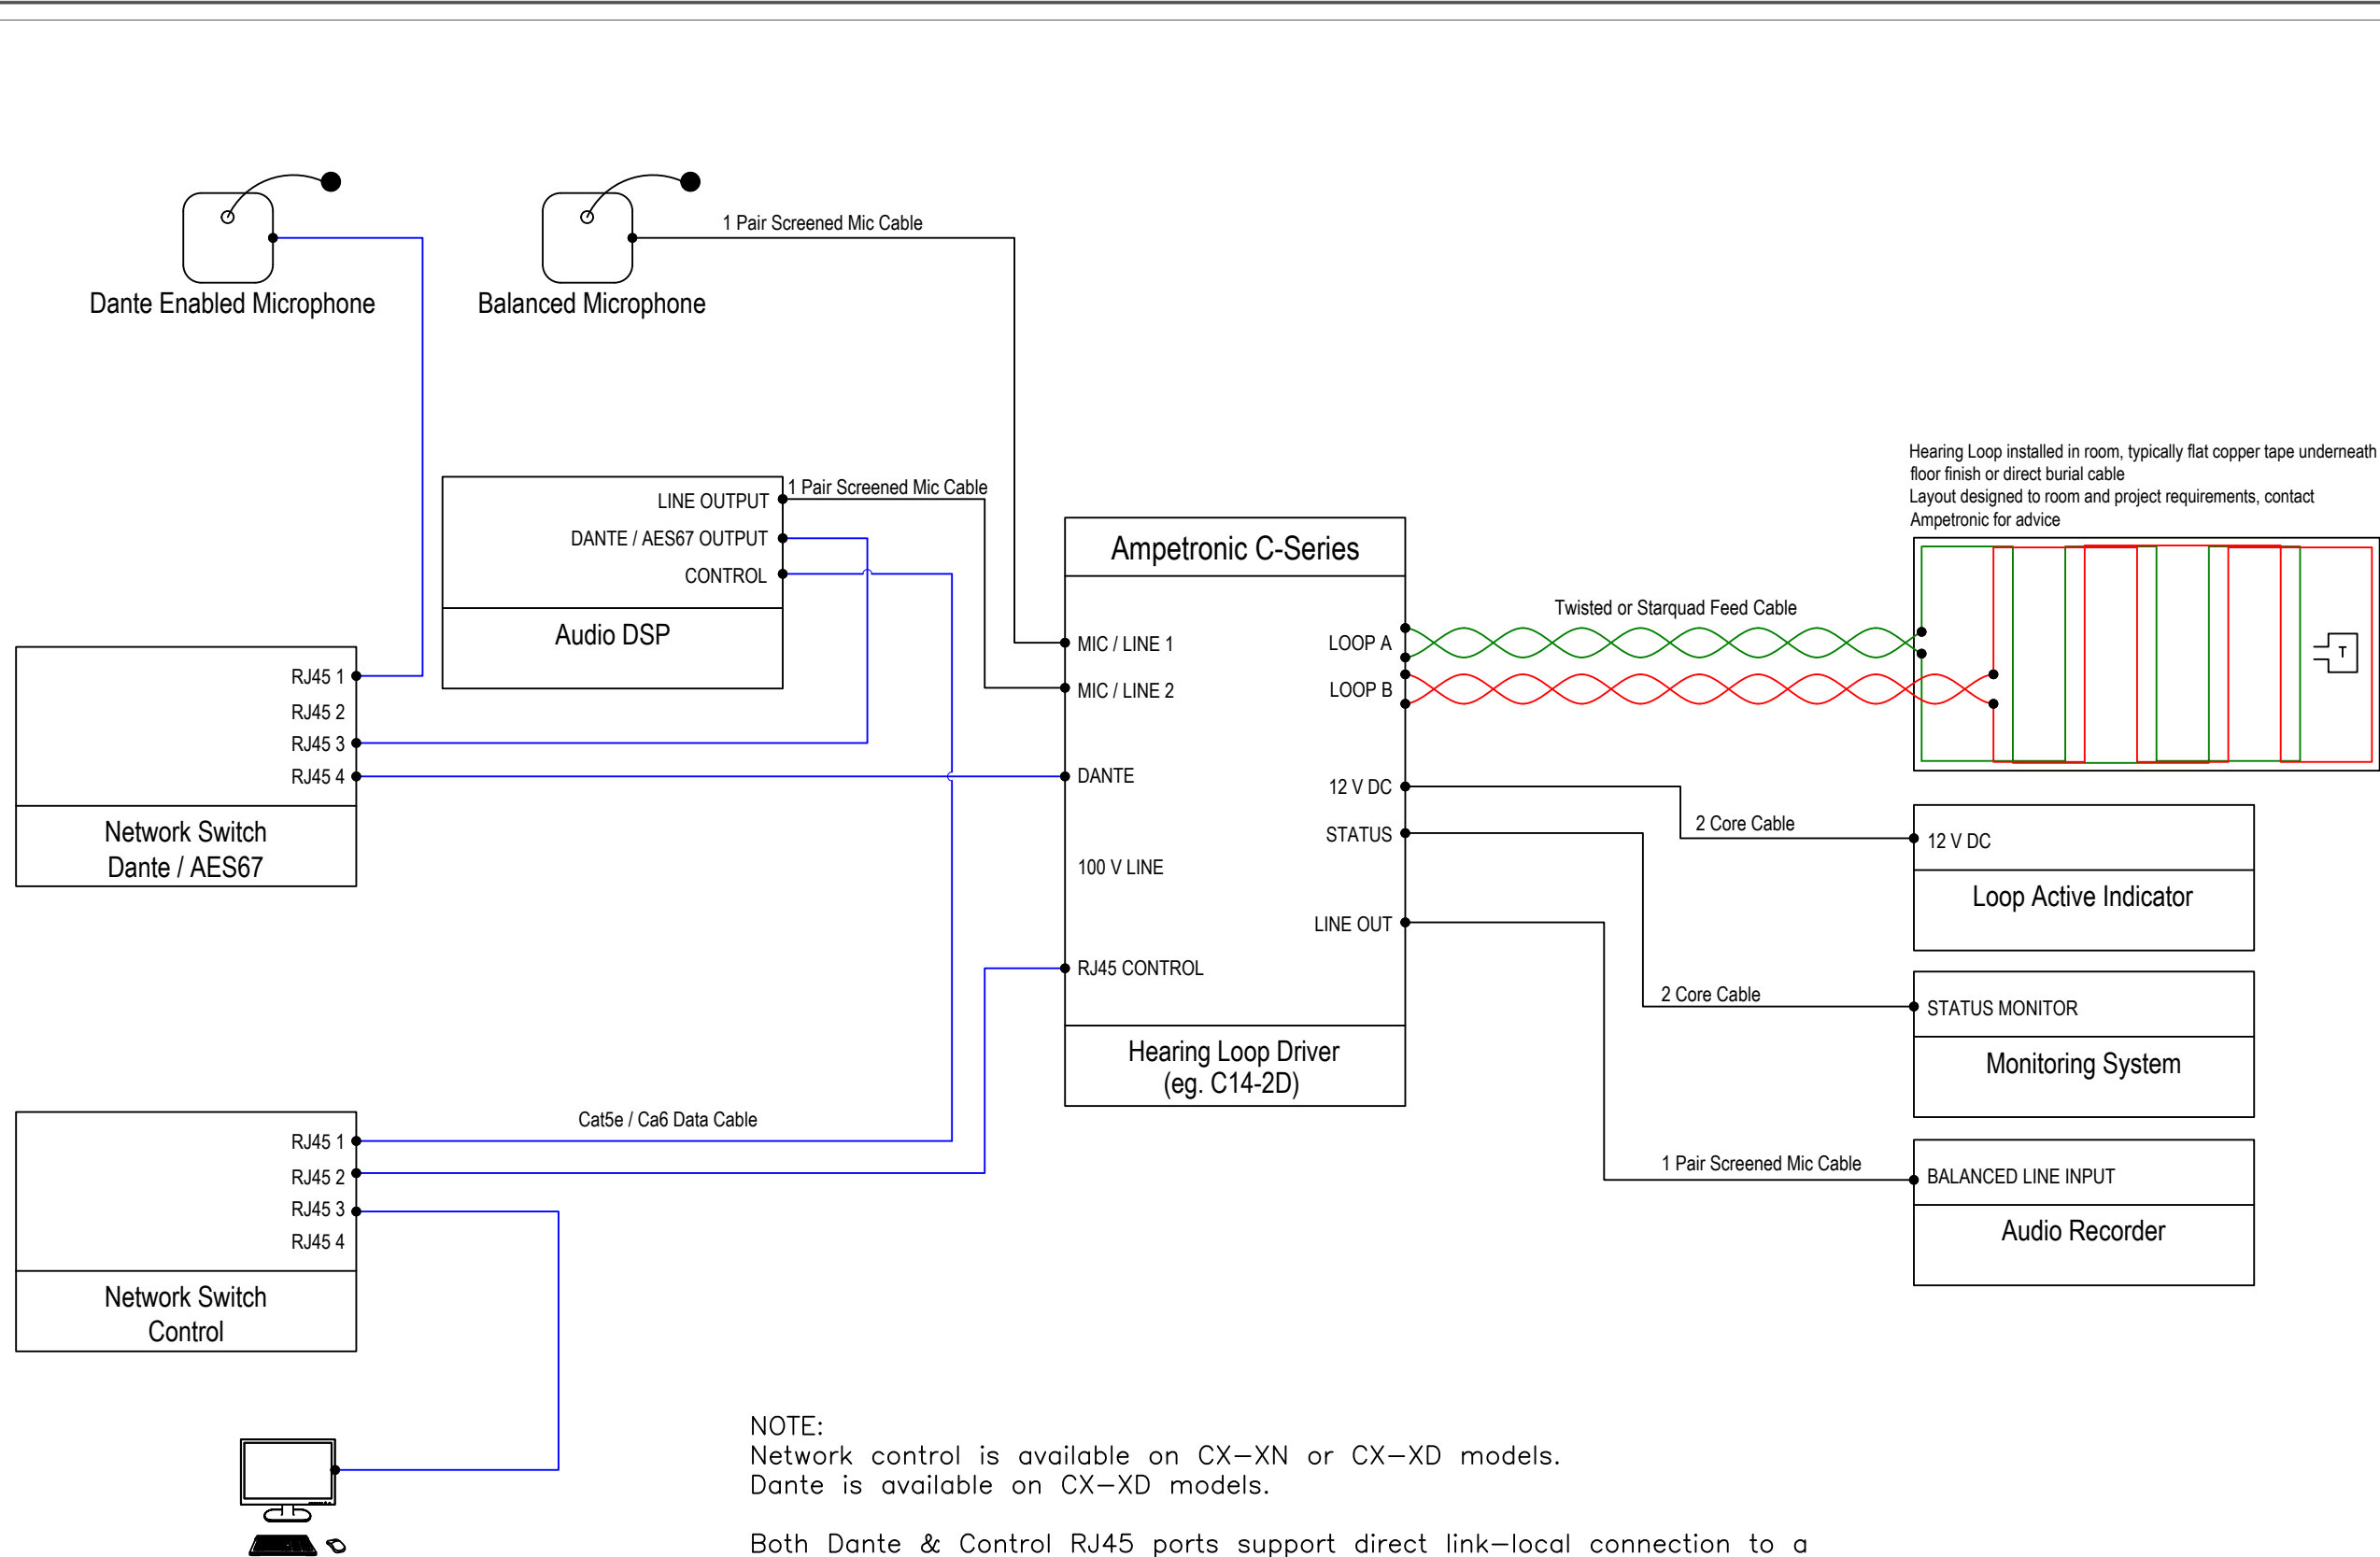 1 Pair Screened Mic Cable
Dante Enabled Microphone
Balanced Microphone
Hearing Loop installed in room, typically flat copper tape underneath
floor finish or direct burial cable
Layout designed to room and project requirements, contact
Ampetronic for advice
LINE OUTPUT
DANTE / AES67 OUTPUT
CONTROL
Audio DSP
1 Pair Screened Mic Cable
Ampetronic C-Series
MIC / LINE 1
MIC / LINE 2
DANTE
100 V LINE
RJ45 CONTROL
LOOP A
LOOP B
12 V DC
STATUS
LINE OUT
Hearing Loop Driver
(eg. C14-2D)
Twisted or Starquad Feed Cable
T
RJ45 1
RJ45 2
RJ45 3
RJ45 4
Network Switch
Dante / AES67
2 Core Cable
12 V DC
Loop Active Indicator
2 Core Cable
STATUS MONITOR
Monitoring System
1 Pair Screened Mic Cable
BALANCED LINE INPUT
Audio Recorder
Cat5e / Ca6 Data Cable
RJ45 1
RJ45 2
RJ45 3
RJ45 4
Network Switch
Control
NOTE:
Network control is available on CX-XN or CX-XD models.
Dante is available on CX-XD models.
Both Dante & Control RJ45 ports support direct link-local connection to a